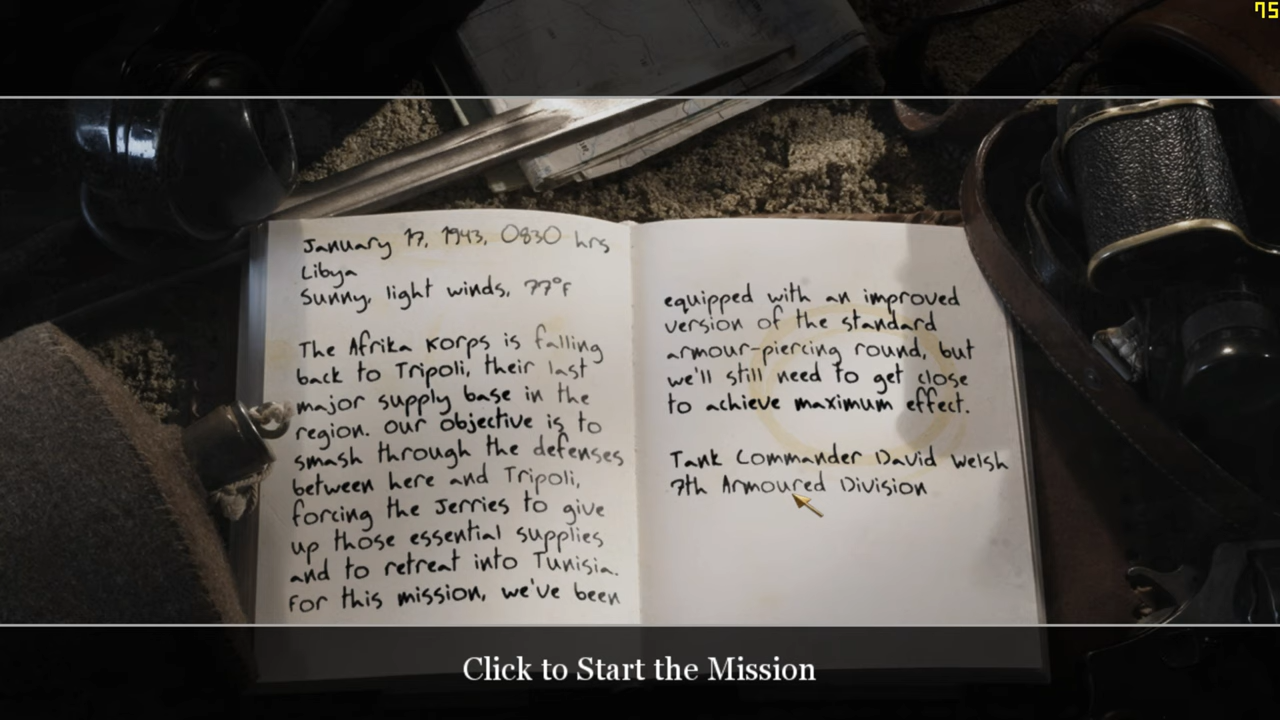 75
January 17, 1943, 0830 hrs
Libya
Sunny, light winds, 77°F
The Afrika Korps is falling
back to Tripoli, their last
major supply base in the
region. Our objective is to
smash through the defenses
between here and Tripoli,
forcing the Jerries to give
up those essential supplies
and to retreat into Tunisia.
For this mission, we've been
equipped with an improved
version of the standard
armour-piercing round, but
we'll still need to get close
to achieve maximum effect.
Tank Commander David Welsh
7th Armoured Division
Click to Start the Mission